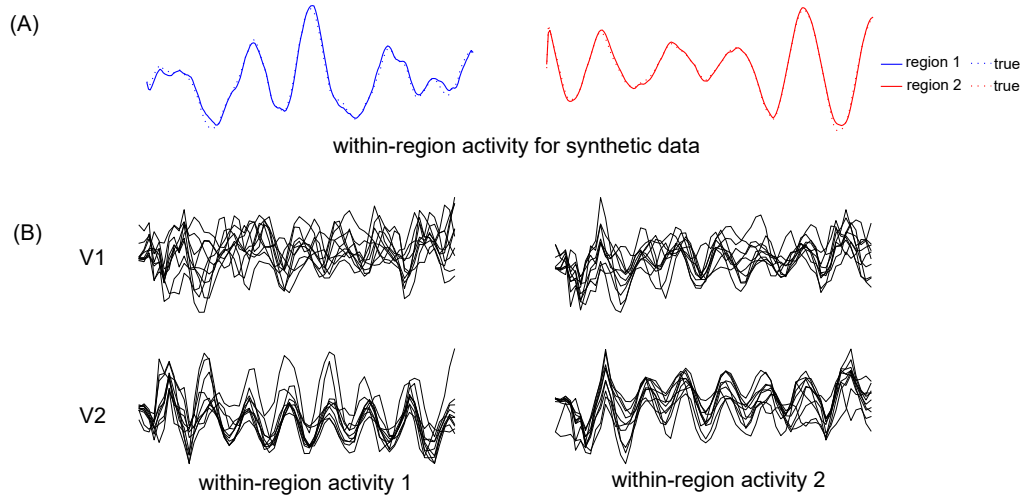 (A)
region 1 true
region 2 true
within-region activity for synthetic data
(B)
V1
V2
within-region activity 1
within-region activity 2